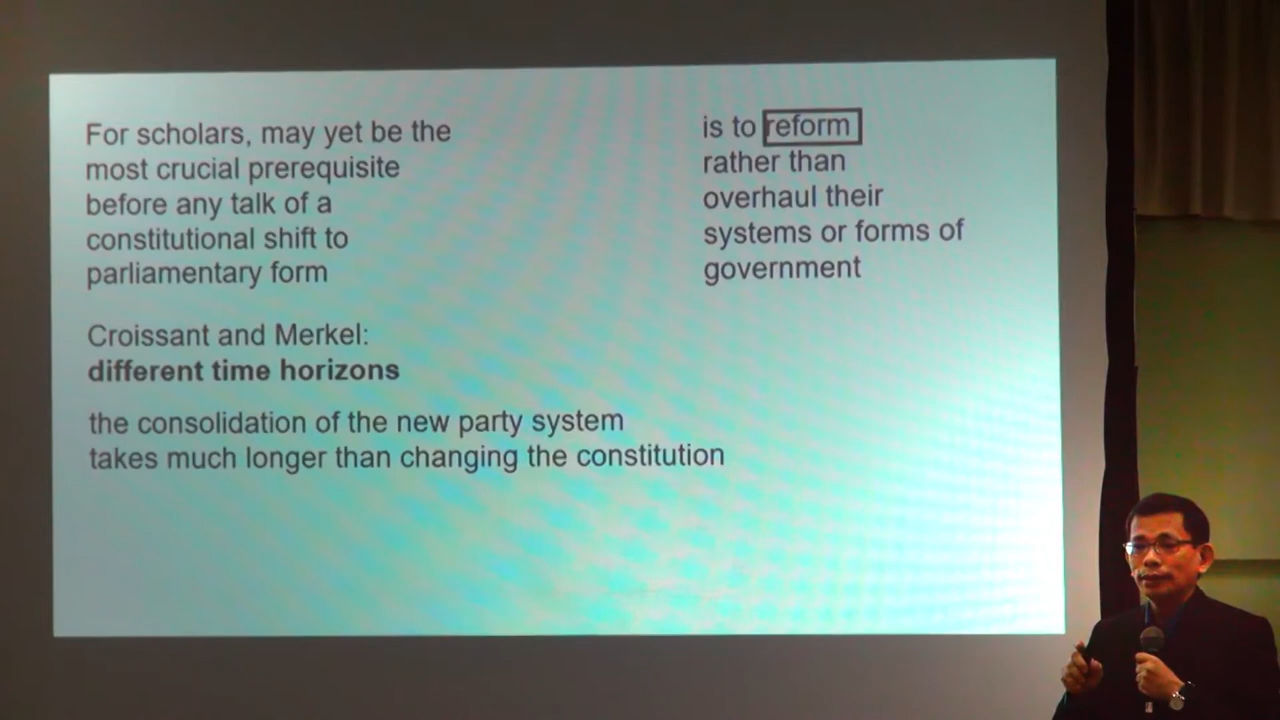 For scholars, may yet be the
most crucial prerequisite
before any talk of a
constitutional shift to
parliamentary form
is to reform
rather than
overhaul their
systems or forms of
government
Croissant and Merkel:
different time horizons
the consolidation of the new party system
takes much longer than changing the constitution